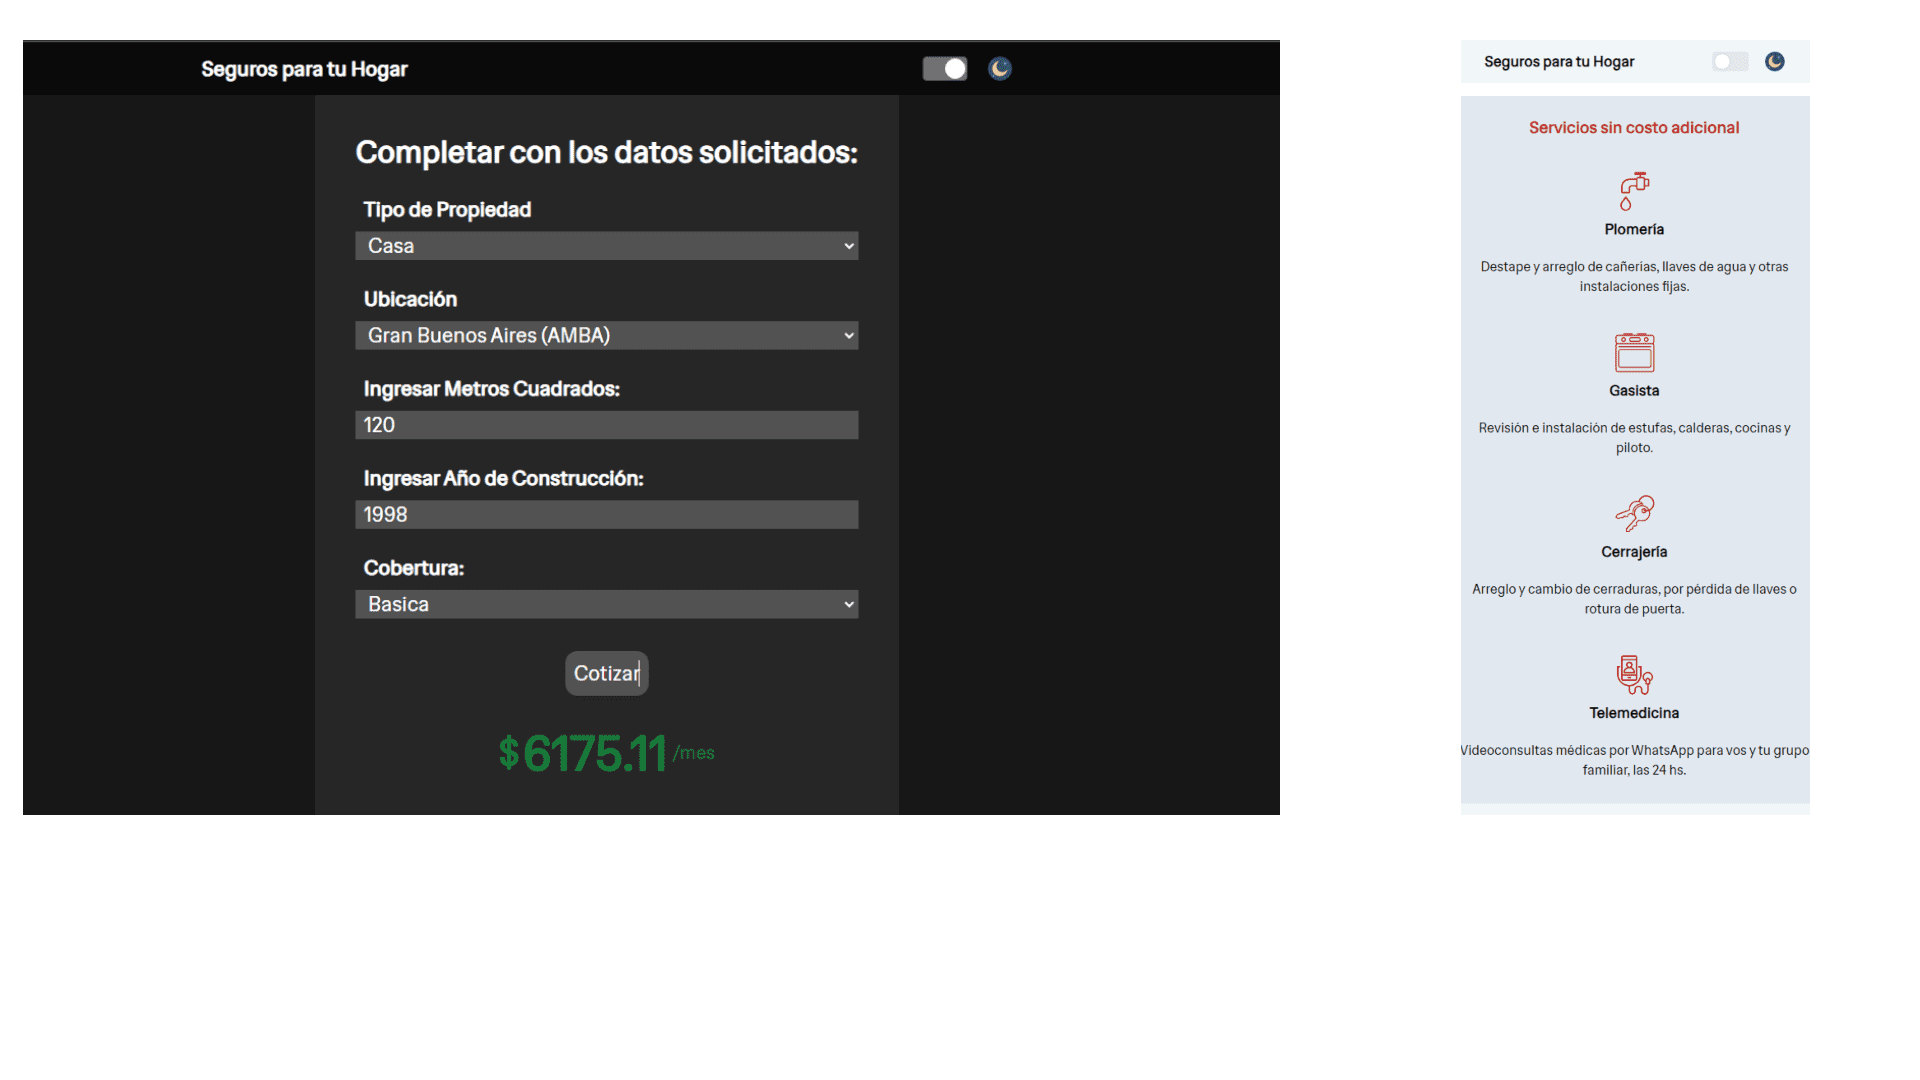 Seguros para tu Hogar
Completar con los datos solicitados:
Tipo de Propiedad
Casa
Ubicación
Gran Buenos Aires (AMBA)
Ingresar Metros Cuadrados:
120
Ingresar Año de Construcción:
1998
Cobertura:
Basica
Cotizar
$6175.11 /mes
Seguros para tu Hogar
Servicios sin costo adicional
Plomería
Destape y arreglo de cañerias, llaves de agua y otras
instalaciones fijas.
Gasista
Revisión e instalación de estufas, calderas, cocinas y
piloto.
Cerrajería
Arreglo y cambio de cerraduras, por pérdida de llaves o
rotura de puerta.
Telemedicina
Videoconsultas médicas por WhatsApp para vos y tu grupo
familiar, las 24 hs.